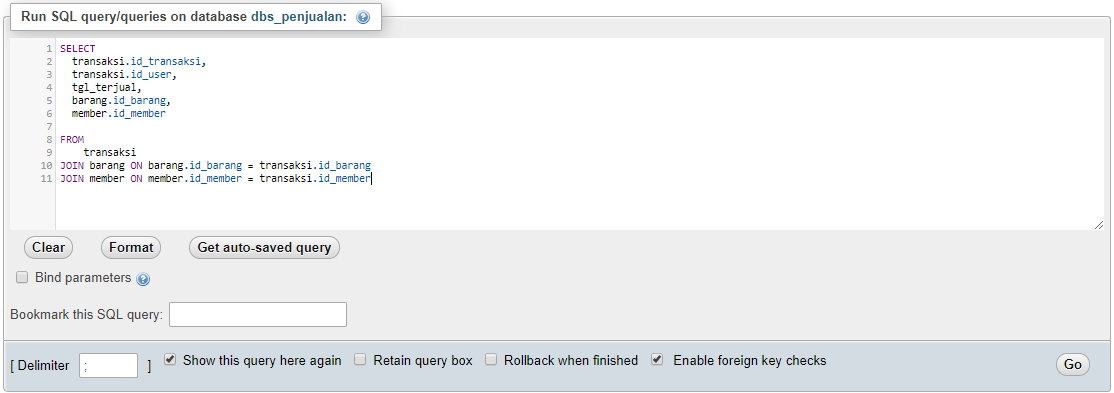 Run SQL query/queries on database dbs_penjualan:
1 SELECT
2 transaksi.id_transaksi,
3 transaksi.id_user,
4 tgl_terjual,
5 barang.id_barang,
6 member.id_member
7
8 FROM
9 transaksi
10 JOIN barang ON barang.id_barang = transaksi.id_barang
11 JOIN member ON member.id_member = transaksi.id_member
Clear Format Get auto-saved query
Bind parameters
Bookmark this SQL query:
[ Delimiter ; ] Show this query here again Retain query box Rollback when finished Enable foreign key checks Go